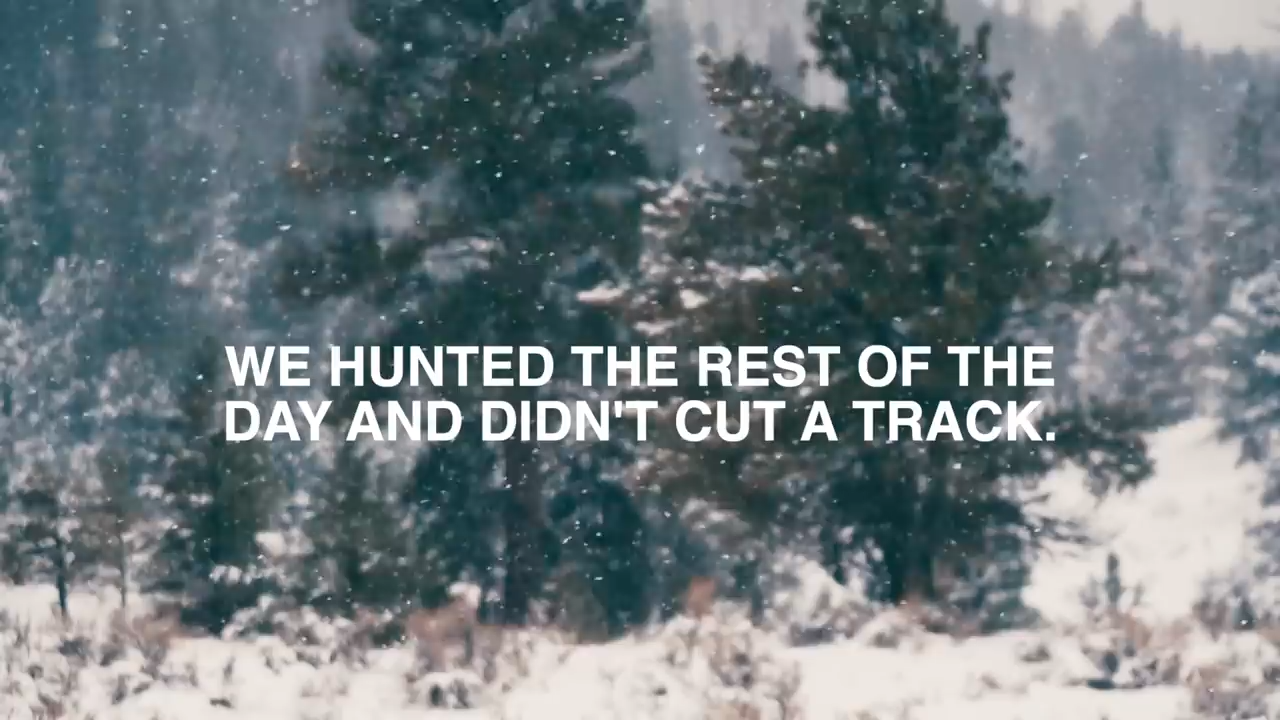 WE HUNTED THE REST OF THE
DAY AND DIDN'T CUT A TRACK.